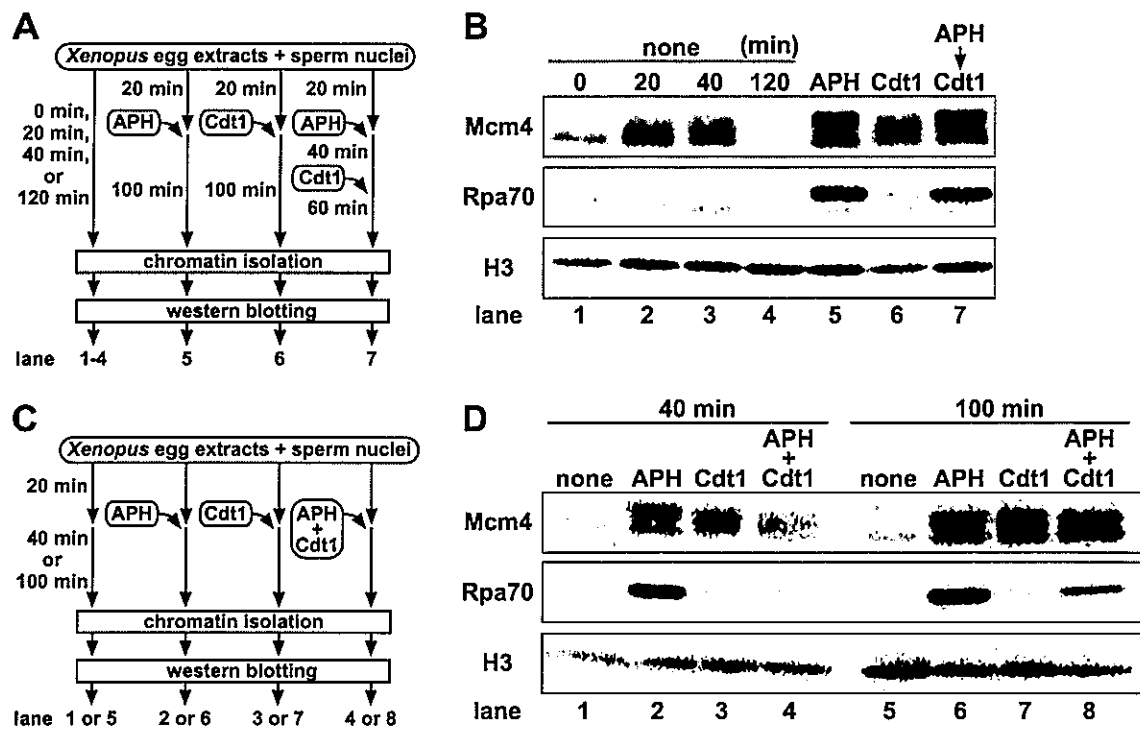 A
Xenopus egg extracts + sperm nuclei
20 min 20 min 20 min
0 min,
20 min,
40 min,
or
120 min
APH Cdt1 APH
40 min
Cdt1
100 min 100 min 60 min
chromatin isolation
western blotting
lane 1-4 5 6 7
B
none (min) APH
0 20 40 120 APH Cdt1 Cdt1
Mcm4
Rpa70
H3
lane 1 2 3 4 5 6 7
C
Xenopus egg extracts + sperm nuclei
20 min
APH Cdt1 APH
+
Cdt1
40 min
or
100 min
chromatin isolation
western blotting
lane 1 or 5 2 or 6 3 or 7 4 or 8
D
40 min 100 min
APH APH
+ +
none APH Cdt1 Cdt1 none APH Cdt1 Cdt1
Mcm4
Rpa70
H3
lane 1 2 3 4 5 6 7 8